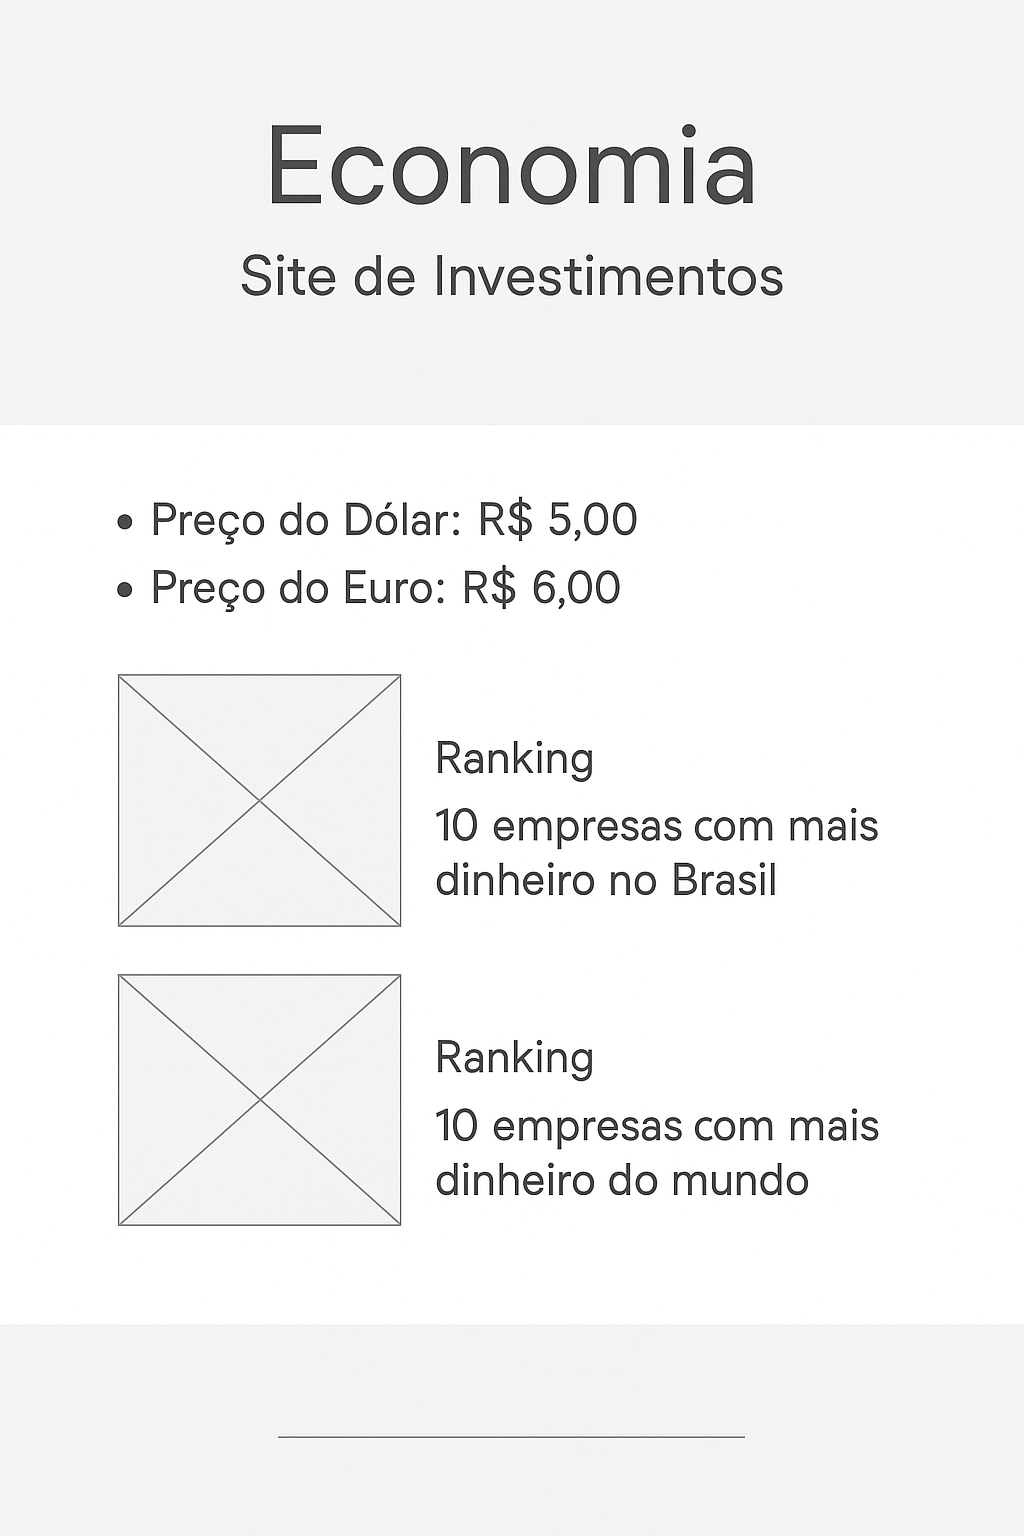 Economia
Site de Investimentos
• Preço do Dólar: R$ 5,00
• Preço do Euro: R$ 6,00
Ranking
10 empresas com mais
dinheiro no Brasil
Ranking
10 empresas com mais
dinheiro do mundo